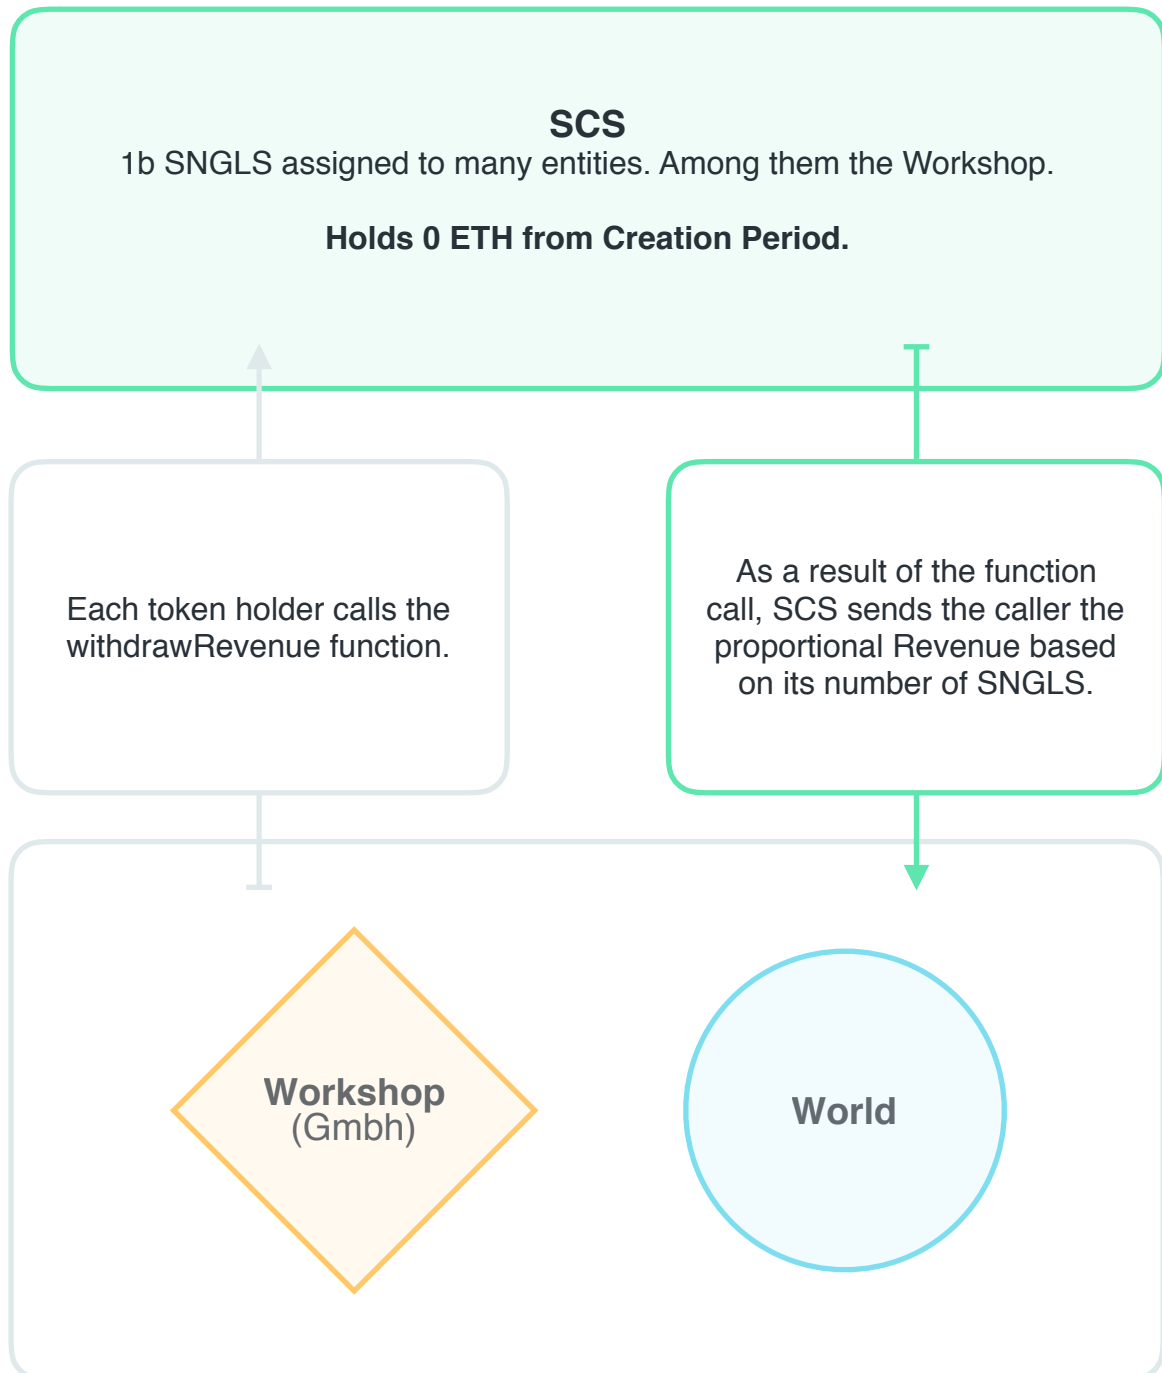 SCS
1b SNGLS assigned to many entities. Among them the Workshop.
Holds 0 ETH from Creation Period.
Each token holder calls the
withdrawRevenue function.
As a result of the function
call, SCS sends the caller the
proportional Revenue based
on its number of SNGLS.
Workshop
(Gmbh)
World